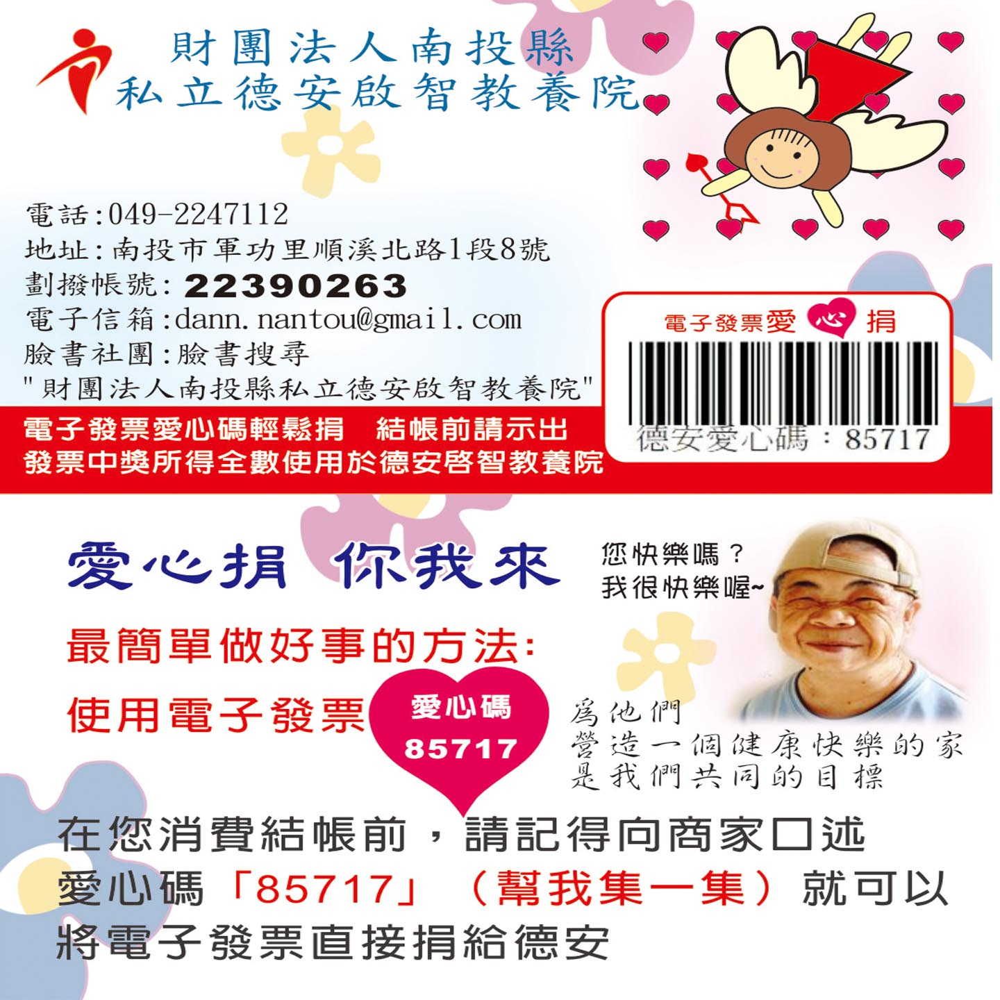 財團法人南投縣
私立德安啟智教養院
電話:049-2247112
地址:南投市軍功里順溪北路1段8號
劃撥帳號: 22390263
電子信箱:dann.nantou@gmail.com
臉書社團:臉書搜尋
"財團法人南投縣私立德安啟智教養院"
電子發票愛心捐
德安愛心碼：85717
電子發票愛心碼輕鬆捐 結帳前請示出
發票中獎所得全數使用於德安啓智教養院
愛心捐 你我來
您快樂嗎？
我很快樂喔~
最簡單做好事的方法:
使用電子發票
愛心碼
85717
為他們
營造一個健康快樂的家
是我們共同的目標
在您消費結帳前，請記得向商家口述
愛心碼「85717」（幫我集一集）就可以
將電子發票直接捐給德安